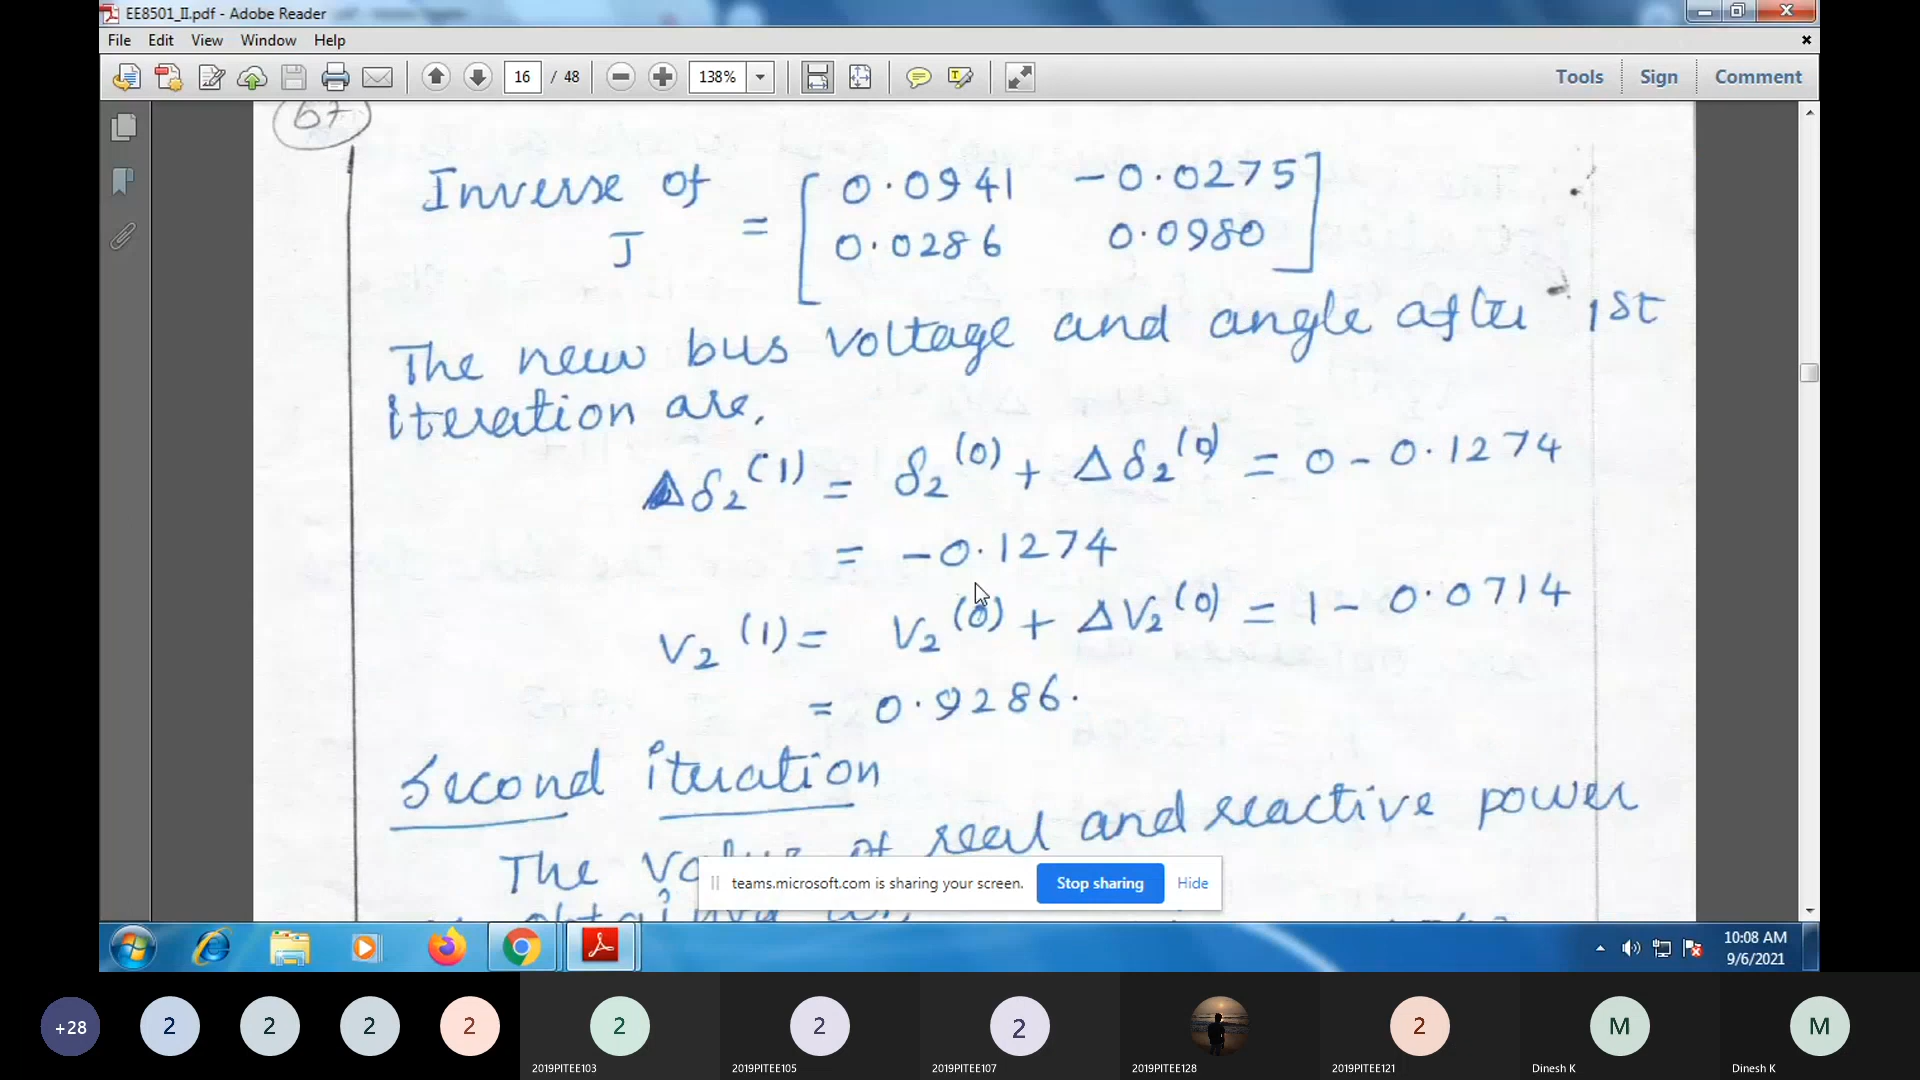 EE8501_II.pdf - Adobe Reader
File Edit View Window Help
16 / 48 138% Tools Sign Comment
67
Inverse of J = [ 0.0941 -0.0275
0.0286 0.0980 ]
The new bus voltage and angle after 1st
iteration are,
Δδ2^(1) = δ2^(0) + Δδ2^(0) = 0 - 0.1274
= -0.1274
V2^(1) = V2^(0) + ΔV2^(0) = 1 - 0.0714
= 0.9286.
Second iteration
The value of real and reactive power
teams.microsoft.com is sharing your screen. Stop sharing Hide
10:08 AM
9/6/2021
+28 2 2 2 2 2 2 2 2 M M
2019PITEE103 2019PITEE105 2019PITEE107 2019PITEE128 2019PITEE121 Dinesh K Dinesh K